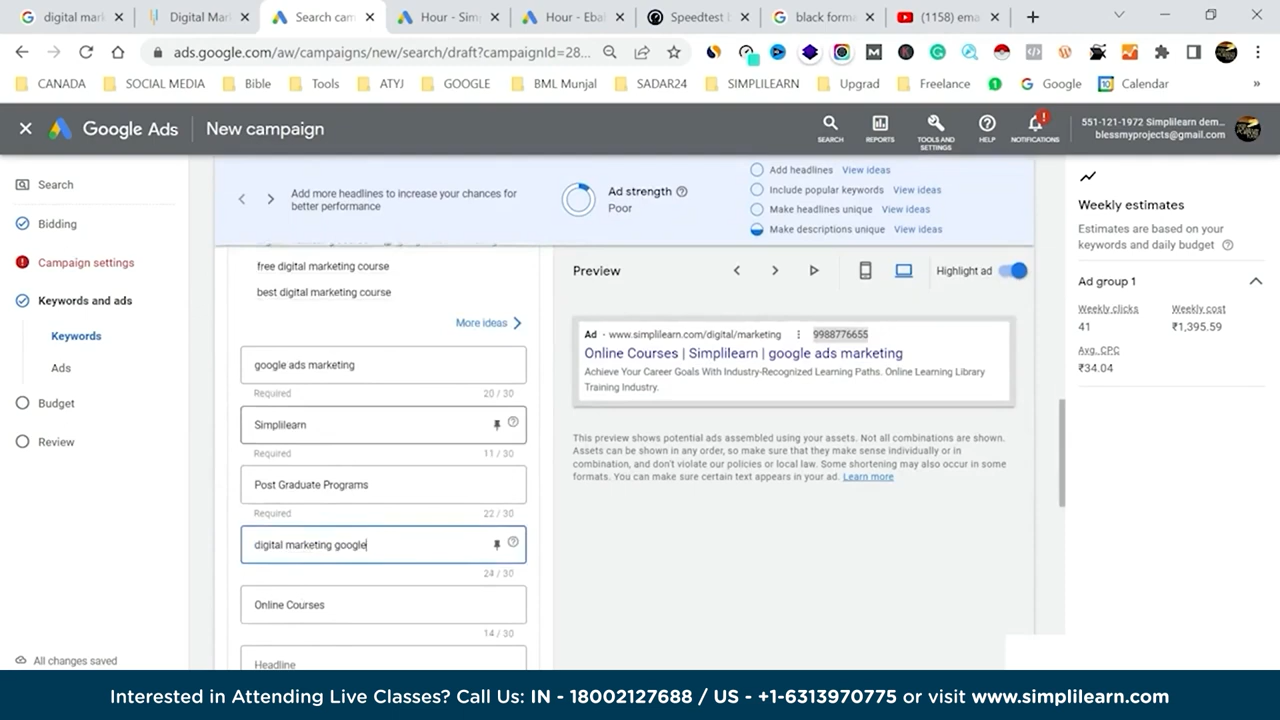 digital mark
Digital Mar
Search cam
Hour - Sim
Hour - Eba
Speedtest b
black forma
(1158) ema
ads.google.com/aw/campaigns/new/search/draft?campaignId=28...
CANADA
SOCIAL MEDIA
Bible
Tools
ATYJ
GOOGLE
BML Munjal
SADAR24
SIMPLILEARN
Upgrad
Freelance
Google
Calendar
»
Google Ads
New campaign
SEARCH
REPORTS
TOOLS AND
SETTINGS
HELP
NOTIFICATIONS
551-121-1972 Simplilearn dem...
blessmyprojects@gmail.com
Search
Bidding
Campaign settings
Keywords and ads
Keywords
Ads
Budget
Review
All changes saved
Add more headlines to increase your chances for
better performance
Ad strength
Poor
Add headlines View ideas
Include popular keywords View ideas
Make headlines unique View ideas
Make descriptions unique View ideas
free digital marketing course
best digital marketing course
More ideas
google ads marketing
Required 20 / 30
Simplilearn
Required 11 / 30
Post Graduate Programs
Required 22 / 30
digital marketing google
24 / 30
Online Courses
14 / 30
Headline
Preview
Highlight ad
Ad · www.simplilearn.com/digital/marketing 9988776655
Online Courses | Simplilearn | google ads marketing
Achieve Your Career Goals With Industry-Recognized Learning Paths. Online Learning Library
Training Industry.
This preview shows potential ads assembled using your assets. Not all combinations are shown.
Assets can be shown in any order, so make sure that they make sense individually or in
combination, and don't violate our policies or local law. Some shortening may also occur in some
formats. You can make sure certain text appears in your ad. Learn more
Weekly estimates
Estimates are based on your
keywords and daily budget
Ad group 1
Weekly clicks Weekly cost
41 ₹1,395.59
Avg. CPC
₹34.04
Interested in Attending Live Classes? Call Us: IN - 18002127688 / US - +1-6313970775 or visit www.simplilearn.com